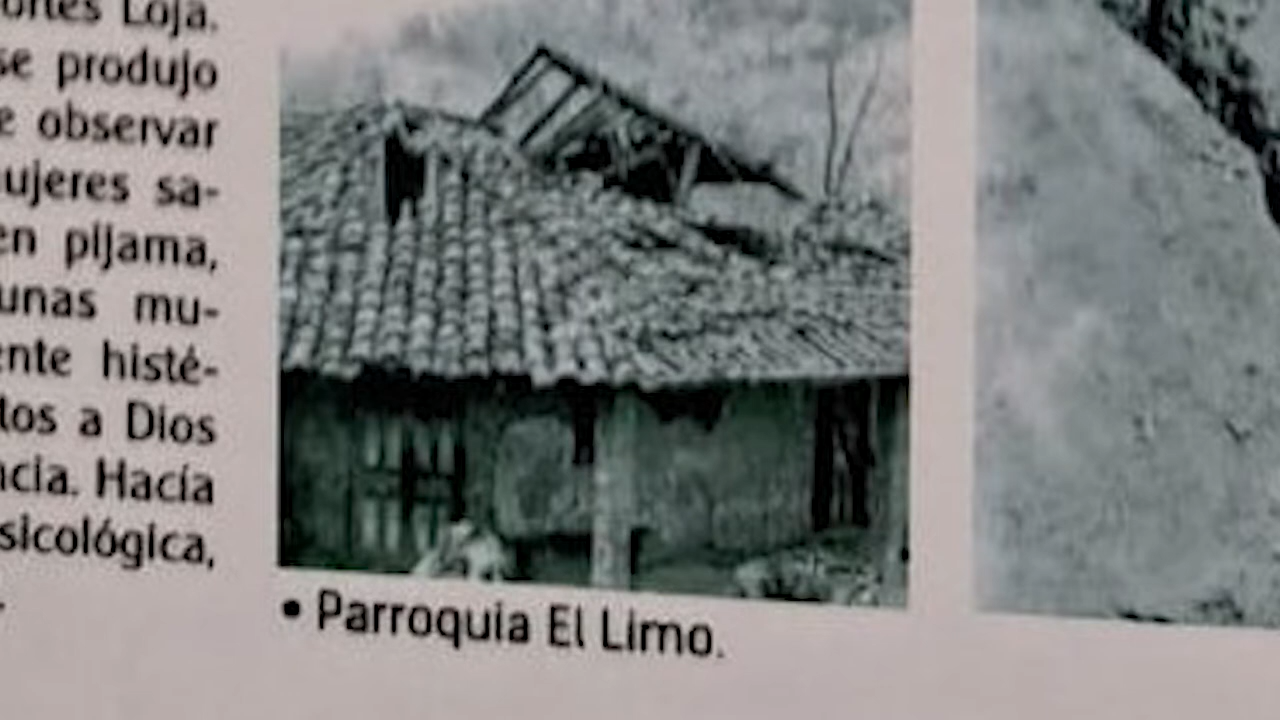 Loja.
se produjo
e observar
ujeres sa-
en pijama,
unas mu-
ente histé-
los a Dios
ncia. Hacía
sicológica,
• Parroquia El Limo.